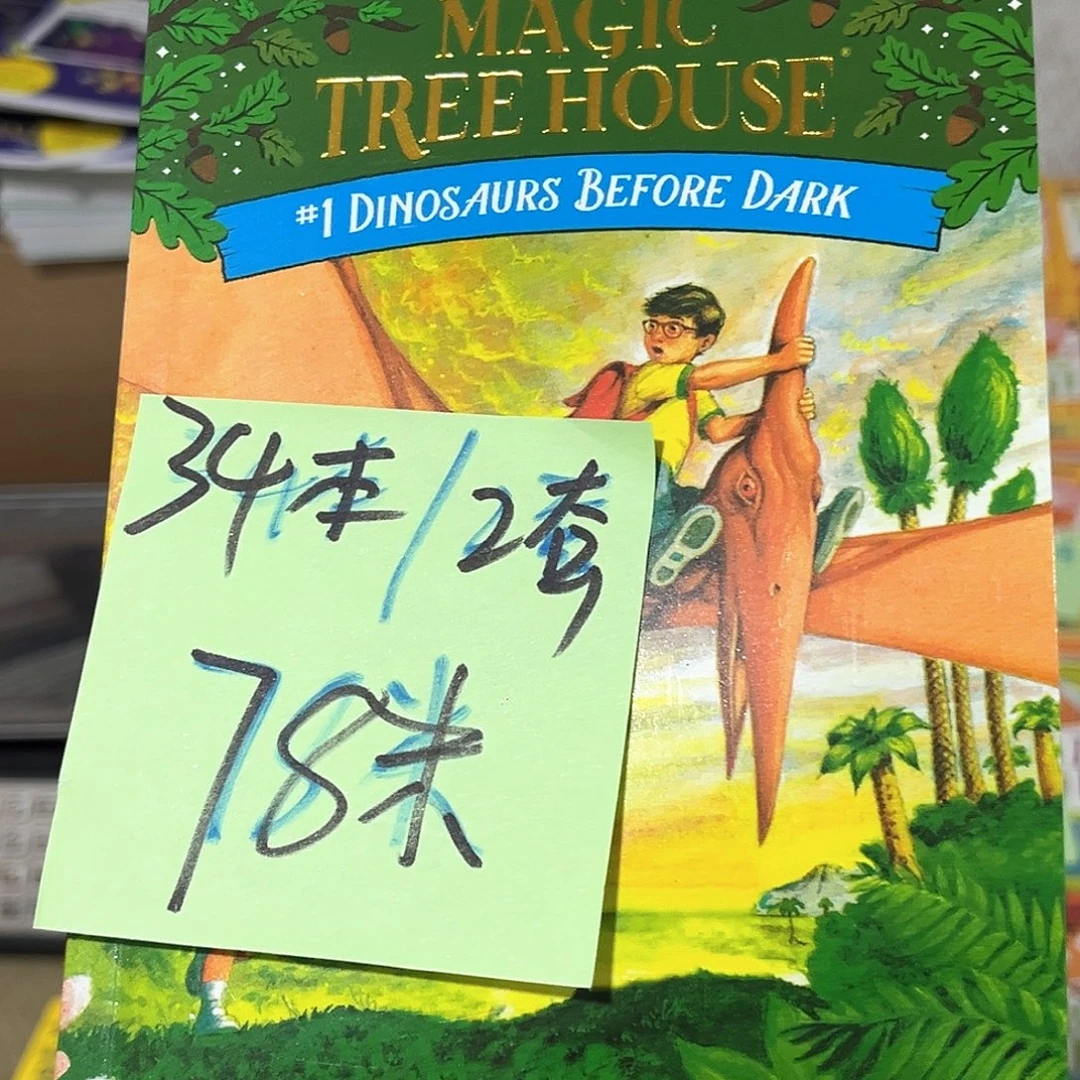 MAGIC
TREE HOUSE®
#1 DINOSAURS BEFORE DARK
34本/2套
78米